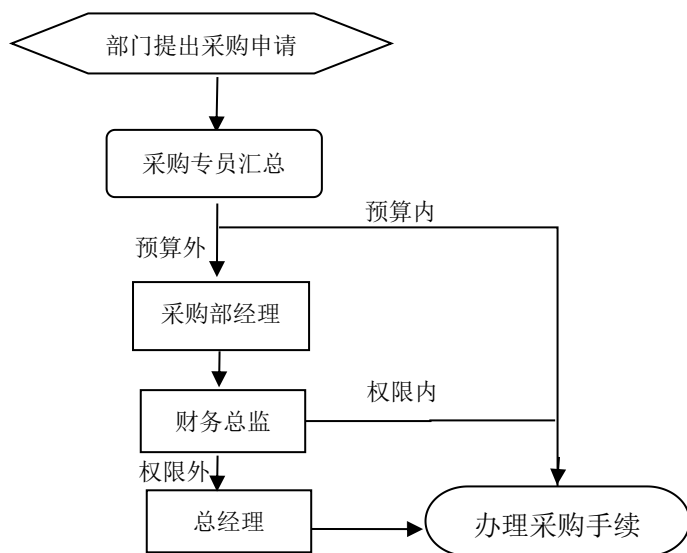 部门提出采购申请
采购专员汇总
预算内
预算外
采购部经理
权限内
财务总监
权限外
总经理
办理采购手续